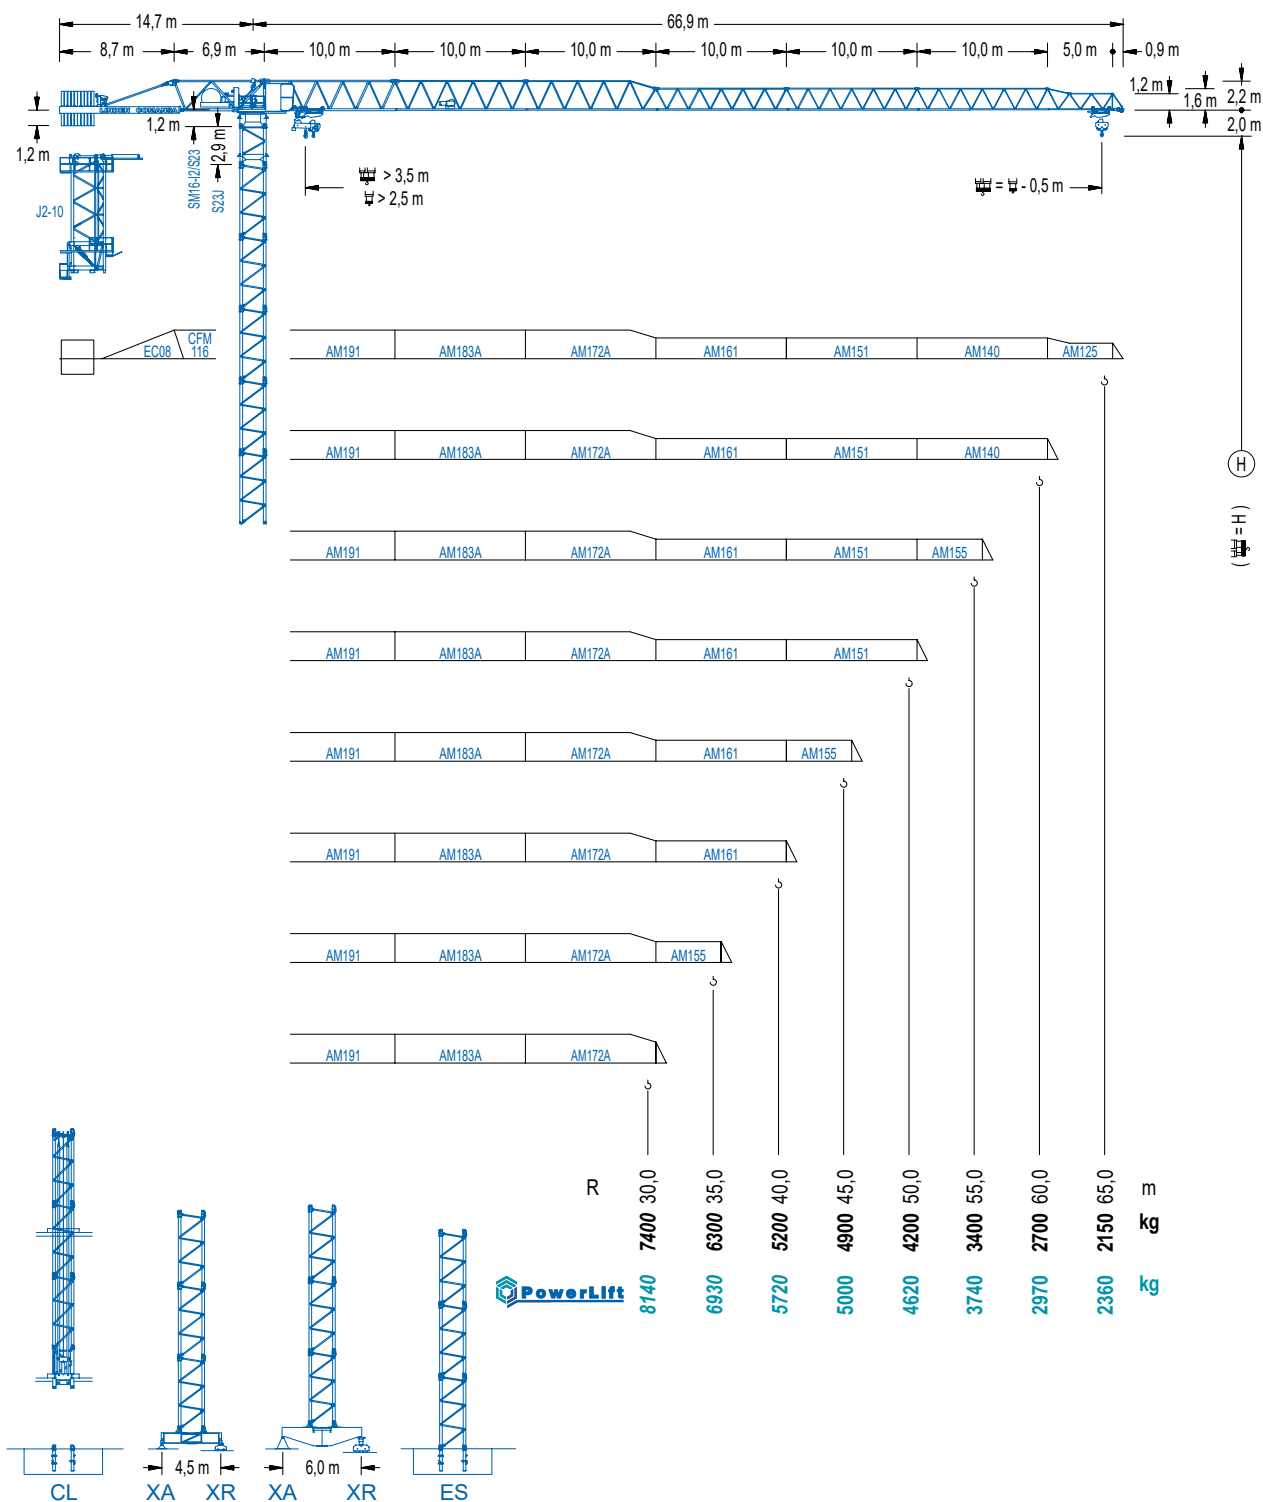 14,7 m 66,9 m
8,7 m 6,9 m 10,0 m 10,0 m 10,0 m 10,0 m 10,0 m 10,0 m 5,0 m 0,9 m
LINDEN COMANSA
1,2 m 1,6 m 2,2 m
2,0 m
1,2 m 1,2 m 2,9 m
SM16-I2/S23
S23J
J2-10
> 3,5 m
> 2,5 m
= - 0,5 m
H
( = H )
EC08 CFM 116 AM191 AM183A AM172A AM161 AM151 AM140 AM125
AM191 AM183A AM172A AM161 AM151 AM140
AM191 AM183A AM172A AM161 AM151 AM155
AM191 AM183A AM172A AM161 AM151
AM191 AM183A AM172A AM161 AM155
AM191 AM183A AM172A AM161
AM191 AM183A AM172A AM155
AM191 AM183A AM172A
R 30,0 35,0 40,0 45,0 50,0 55,0 60,0 65,0 m
7400 6300 5200 4900 4200 3400 2700 2150 kg
PowerLift 8140 6930 5720 5000 4620 3740 2970 2360 kg
4,5 m 6,0 m
CL XA XR XA XR ES